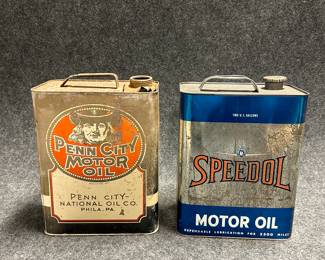 PENN CITY
MOTOR
OIL
PENN CITY-
NATIONAL OIL CO.
PHILA. PA.
TWO U.S. GALLONS
SPEEDOL
MOTOR OIL
DEPENDABLE LUBRICATION FOR 2000 MILES